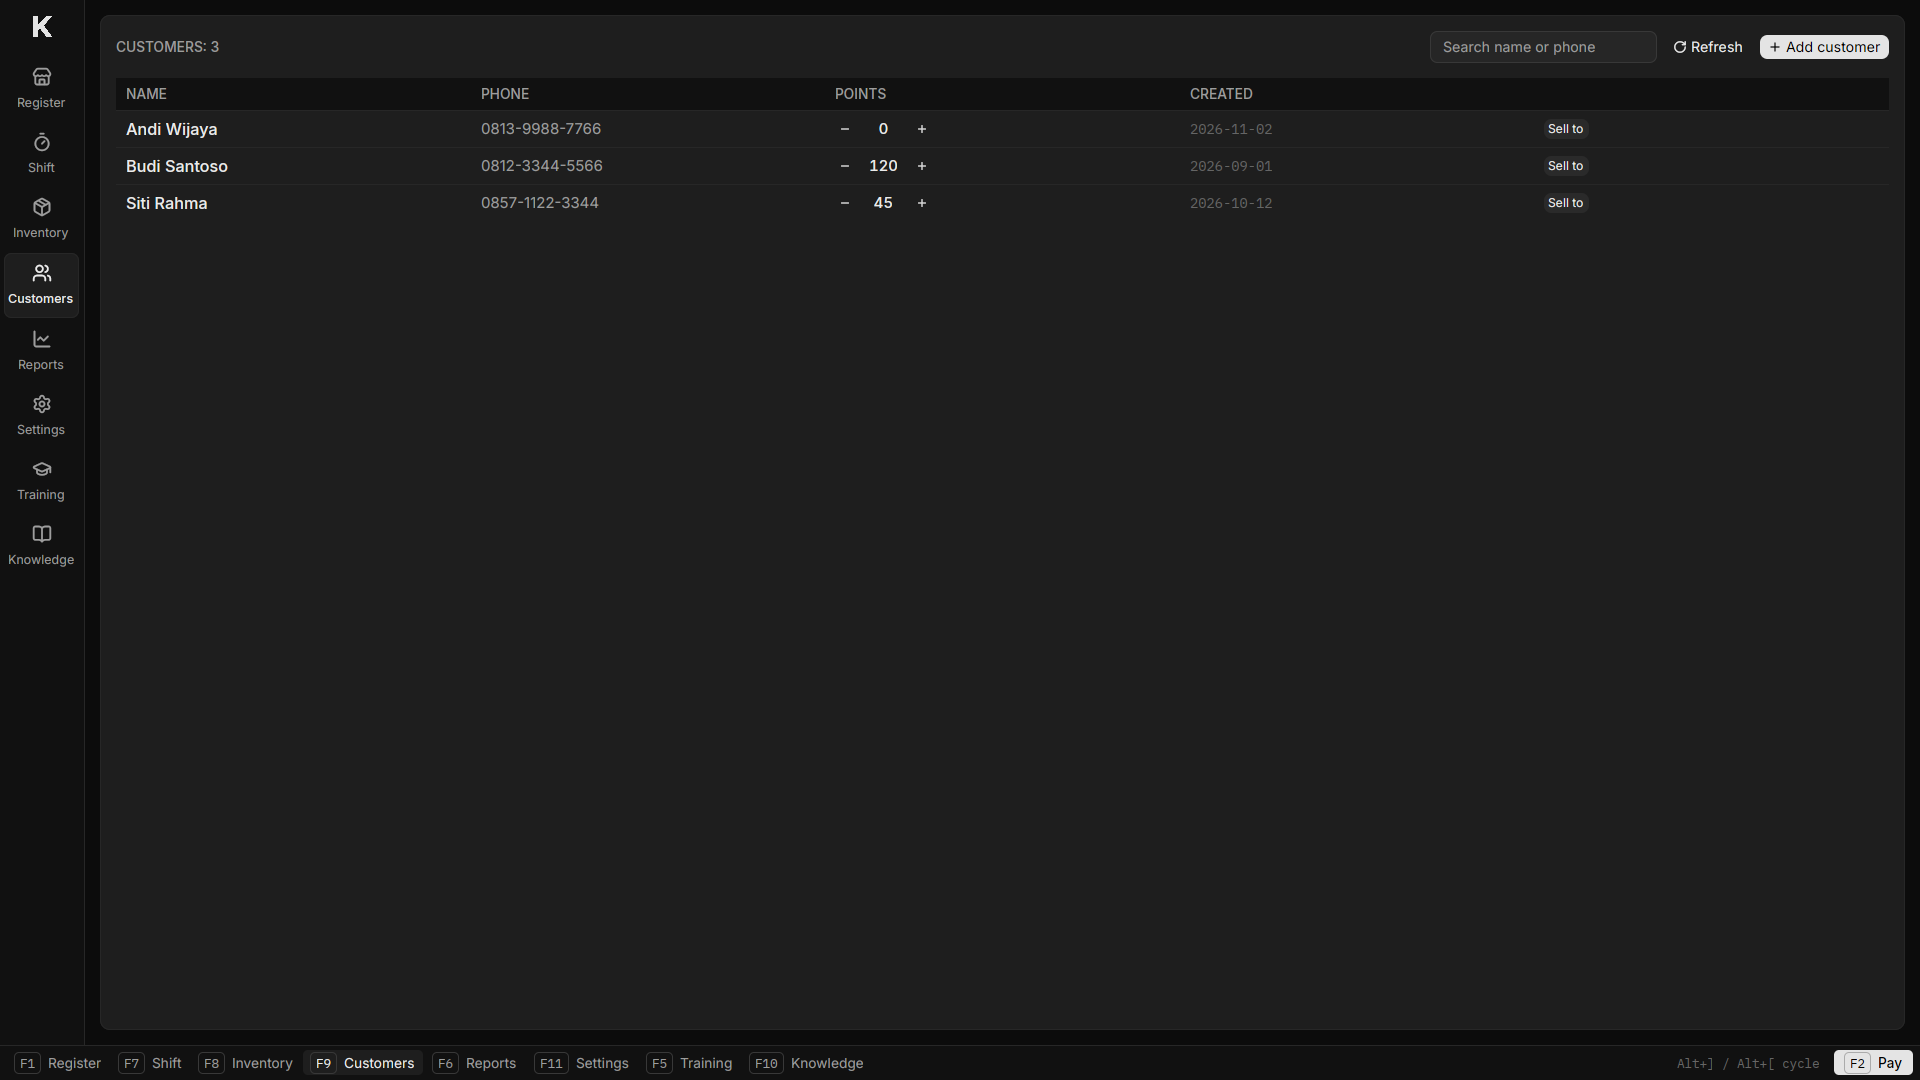 K
Register
Shift
Inventory
Customers
Reports
Settings
Training
Knowledge
CUSTOMERS: 3
Search name or phone
Refresh
+ Add customer
NAME PHONE POINTS CREATED
Andi Wijaya 0813-9988-7766 − 0 + 2026-11-02 Sell to
Budi Santoso 0812-3344-5566 − 120 + 2026-09-01 Sell to
Siti Rahma 0857-1122-3344 − 45 + 2026-10-12 Sell to
F1 Register F7 Shift F8 Inventory F9 Customers F6 Reports F11 Settings F5 Training F10 Knowledge Alt+] / Alt+[ cycle F2 Pay